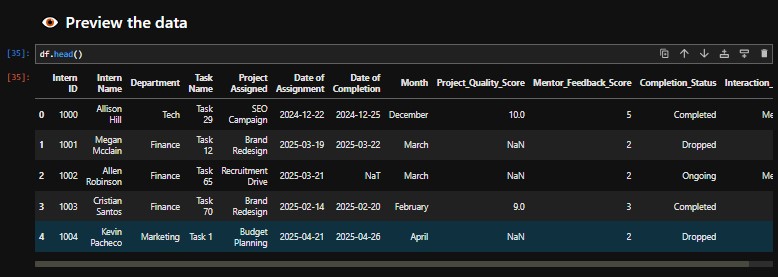 👁️ Preview the data
[35]: df.head()
[35]: Intern ID Intern Name Department Task Name Project Assigned Date of Assignment Date of Completion Month Project_Quality_Score Mentor_Feedback_Score Completion_Status Interaction_
0 1000 Allison Hill Tech Task 29 SEO Campaign 2024-12-22 2024-12-25 December 10.0 5 Completed Me
1 1001 Megan Mcclain Finance Task 12 Brand Redesign 2025-03-19 2025-03-22 March NaN 2 Dropped
2 1002 Allen Robinson Finance Task 65 Recruitment Drive 2025-03-21 NaT March NaN 2 Ongoing Me
3 1003 Cristian Santos Finance Task 70 Brand Redesign 2025-02-14 2025-02-20 February 9.0 3 Completed
4 1004 Kevin Pacheco Marketing Task 1 Budget Planning 2025-04-21 2025-04-26 April NaN 2 Dropped